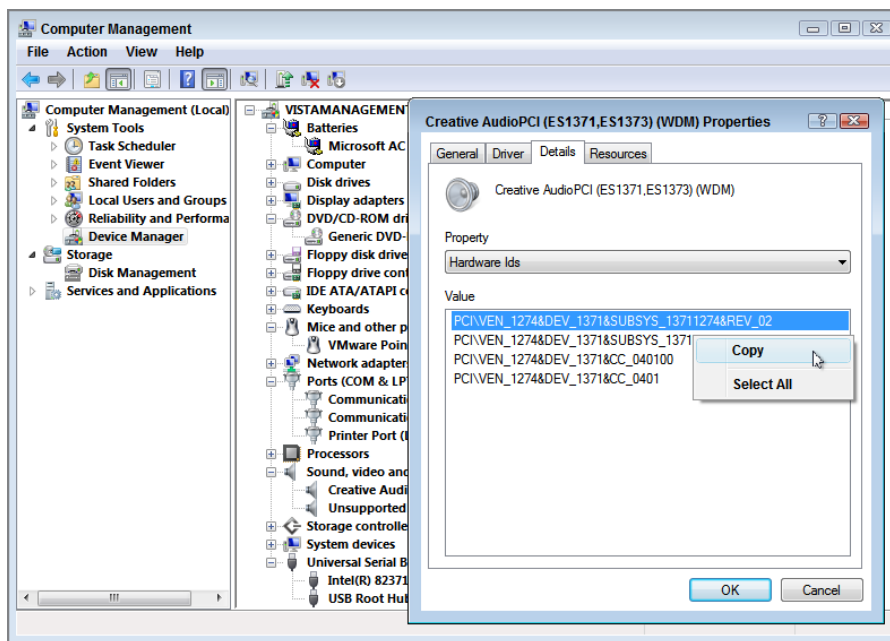 Computer Management
File Action View Help
Computer Management (Local)
System Tools
Task Scheduler
Event Viewer
Shared Folders
Local Users and Groups
Reliability and Performa
Device Manager
Storage
Disk Management
Services and Applications
VISTAMANAGEMENT
Batteries
Microsoft AC
Computer
Disk drives
Display adapters
DVD/CD-ROM dri
Generic DVD-
Floppy disk drive
Floppy drive cont
IDE ATA/ATAPI c
Keyboards
Mice and other p
VMware Poin
Network adapter
Ports (COM & LPT
Communicati
Communicati
Printer Port (
Processors
Sound, video and
Creative Audi
Unsupported
Storage controlle
System devices
Universal Serial B
Intel(R) 82371
USB Root Hu
Creative AudioPCI (ES1371,ES1373) (WDM) Properties
General Driver Details Resources
Creative AudioPCI (ES1371,ES1373) (WDM)
Property
Hardware Ids
Value
PCI\VEN_1274&DEV_1371&SUBSYS_13711274&REV_02
PCI\VEN_1274&DEV_1371&SUBSYS_1371
PCI\VEN_1274&DEV_1371&CC_040100
PCI\VEN_1274&DEV_1371&CC_0401
Copy
Select All
OK Cancel